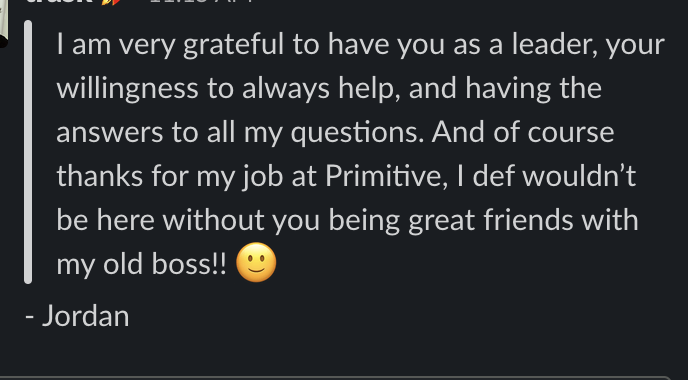 I am very grateful to have you as a leader, your
willingness to always help, and having the
answers to all my questions. And of course
thanks for my job at Primitive, I def wouldn’t
be here without you being great friends with
my old boss!! 🙂
- Jordan